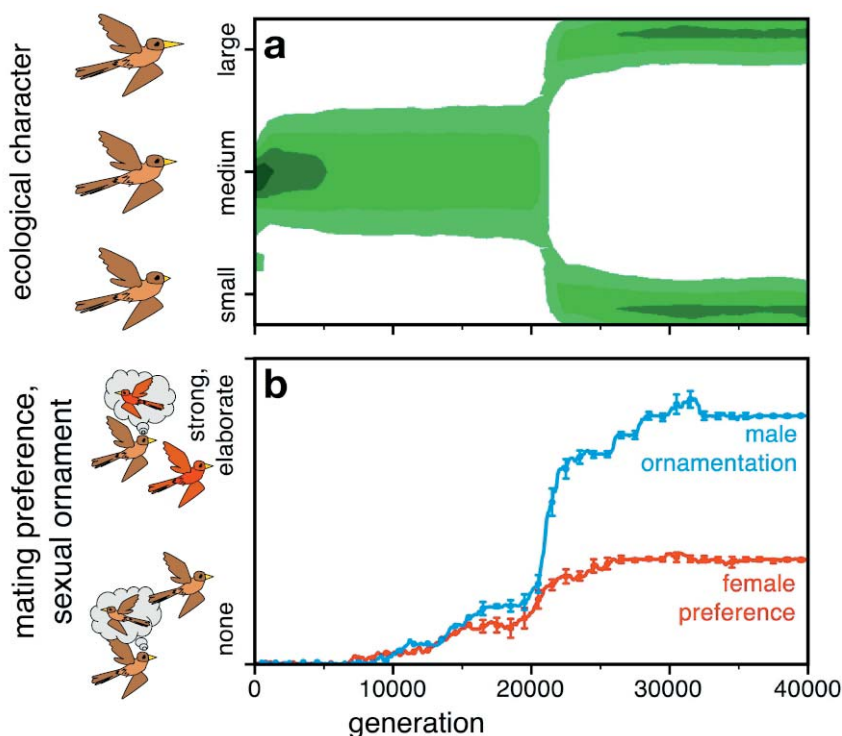 a
large
medium
small
ecological character
b
strong,
elaborate
none
mating preference,
sexual ornament
male
ornamentation
female
preference
0
10000
20000
30000
40000
generation